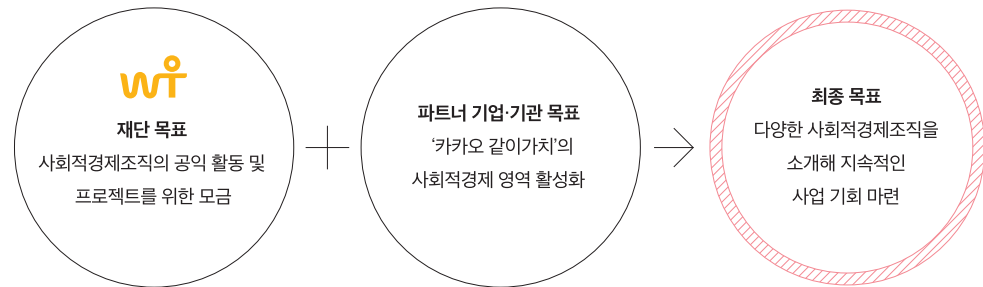 재단 목표
사회적경제조직의 공익 활동 및
프로젝트를 위한 모금
파트너 기업·기관 목표
‘카카오 같이가치’의
사회적경제 영역 활성화
최종 목표
다양한 사회적경제조직을
소개해 지속적인
사업 기회 마련